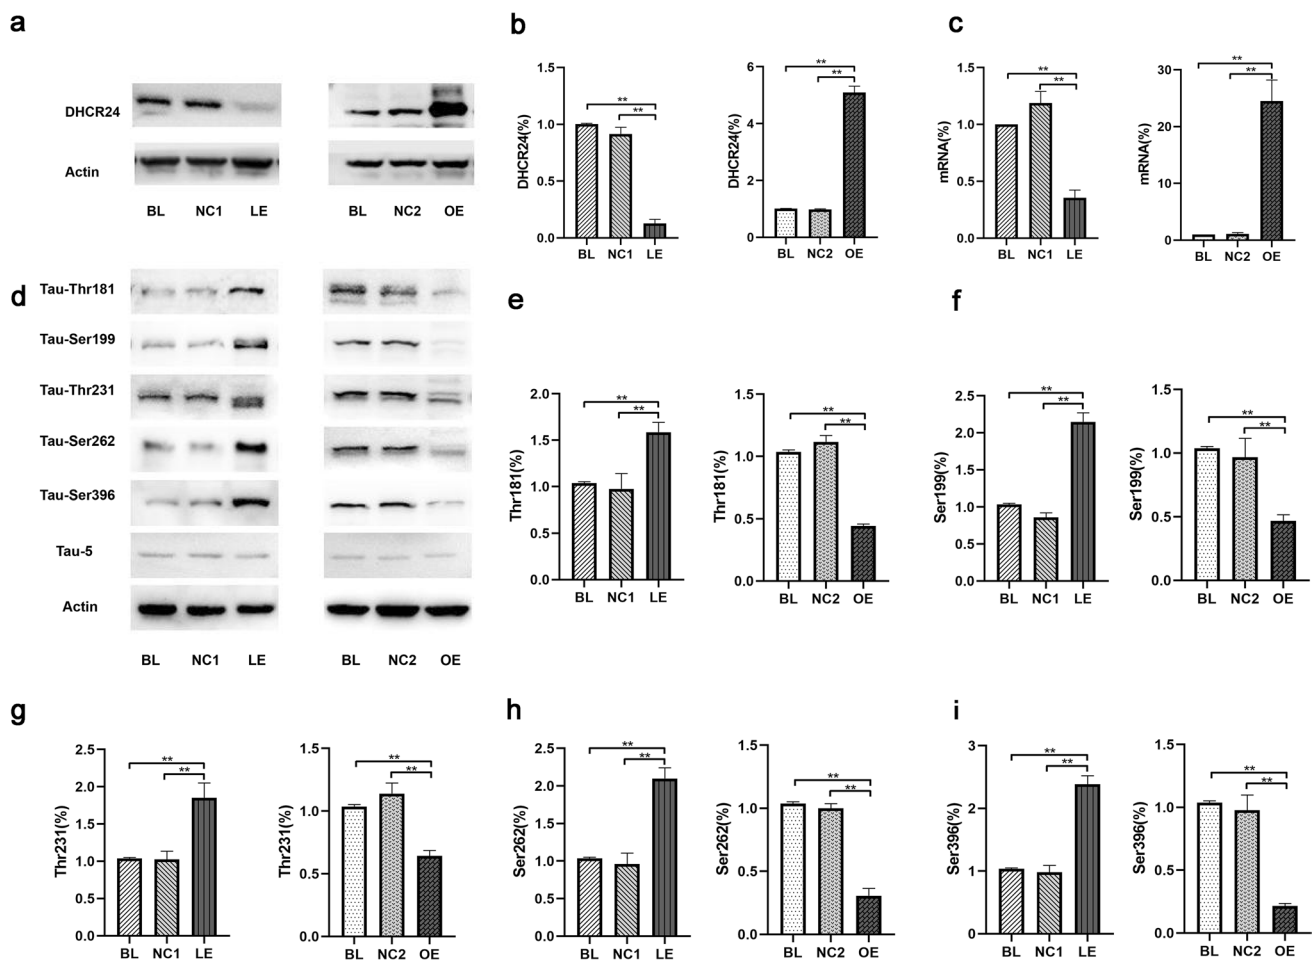 a
DHCR24
Actin
BL NC1 LE
BL NC2 OE
b
DHCR24(%)
1.5
1.0
0.5
0.0
** **
BL NC1 LE
DHCR24(%)
6
4
2
0
** **
BL NC2 OE
c
mRNA(%)
1.5
1.0
0.5
0.0
** **
BL NC1 LE
mRNA(%)
30
20
10
0
** **
BL NC2 OE
d
Tau-Thr181
Tau-Ser199
Tau-Thr231
Tau-Ser262
Tau-Ser396
Tau-5
Actin
BL NC1 LE
BL NC2 OE
e
Thr181(%)
2.0
1.5
1.0
0.5
0.0
** **
BL NC1 LE
Thr181(%)
1.5
1.0
0.5
0.0
** **
BL NC2 OE
f
Ser199(%)
2.5
2.0
1.5
1.0
0.5
0.0
** **
BL NC1 LE
Ser199(%)
1.5
1.0
0.5
0.0
** **
BL NC2 OE
g
Thr231(%)
2.5
2.0
1.5
1.0
0.5
0.0
** **
BL NC1 LE
Thr231(%)
1.5
1.0
0.5
0.0
** **
BL NC2 OE
h
Ser262(%)
2.5
2.0
1.5
1.0
0.5
0.0
** **
BL NC1 LE
Ser262(%)
1.5
1.0
0.5
0.0
** **
BL NC2 OE
i
Ser396(%)
3
2
1
0
** **
BL NC1 LE
Ser396(%)
1.5
1.0
0.5
0.0
** **
BL NC2 OE